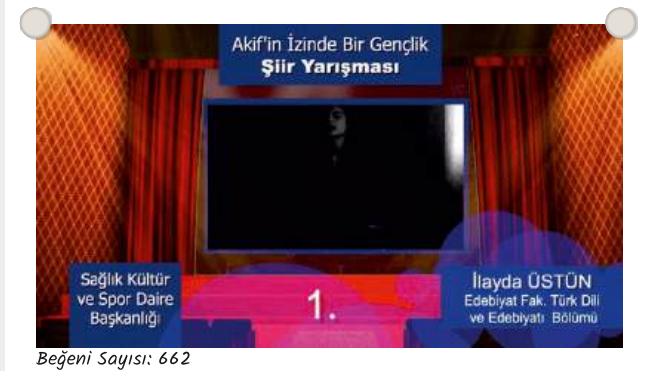 Akif'in İzinde Bir Gençlik
Şiir Yarışması
Sağlık Kültür
ve Spor Daire
Başkanlığı
1.
İlayda ÜSTÜN
Edebiyat Fak. Türk Dili
ve Edebiyatı Bölümü
Beğeni Sayısı: 662